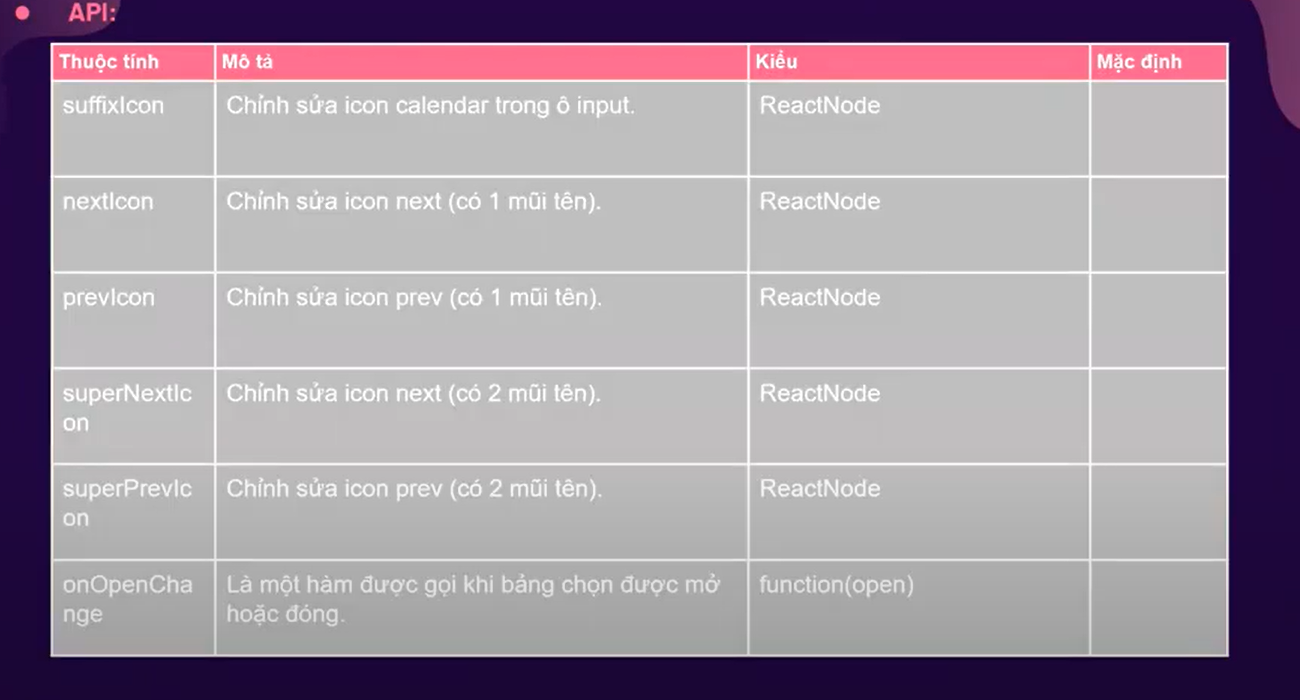 API:
Thuộc tính Mô tả Kiểu Mặc định
suffixIcon Chỉnh sửa icon calendar trong ô input. ReactNode
nextIcon Chỉnh sửa icon next (có 1 mũi tên). ReactNode
prevIcon Chỉnh sửa icon prev (có 1 mũi tên). ReactNode
superNextIc Chỉnh sửa icon next (có 2 mũi tên). ReactNode
on
superPrevIc Chỉnh sửa icon prev (có 2 mũi tên). ReactNode
on
onOpenCha Là một hàm được gọi khi bảng chọn được mở function(open)
nge hoặc đóng.